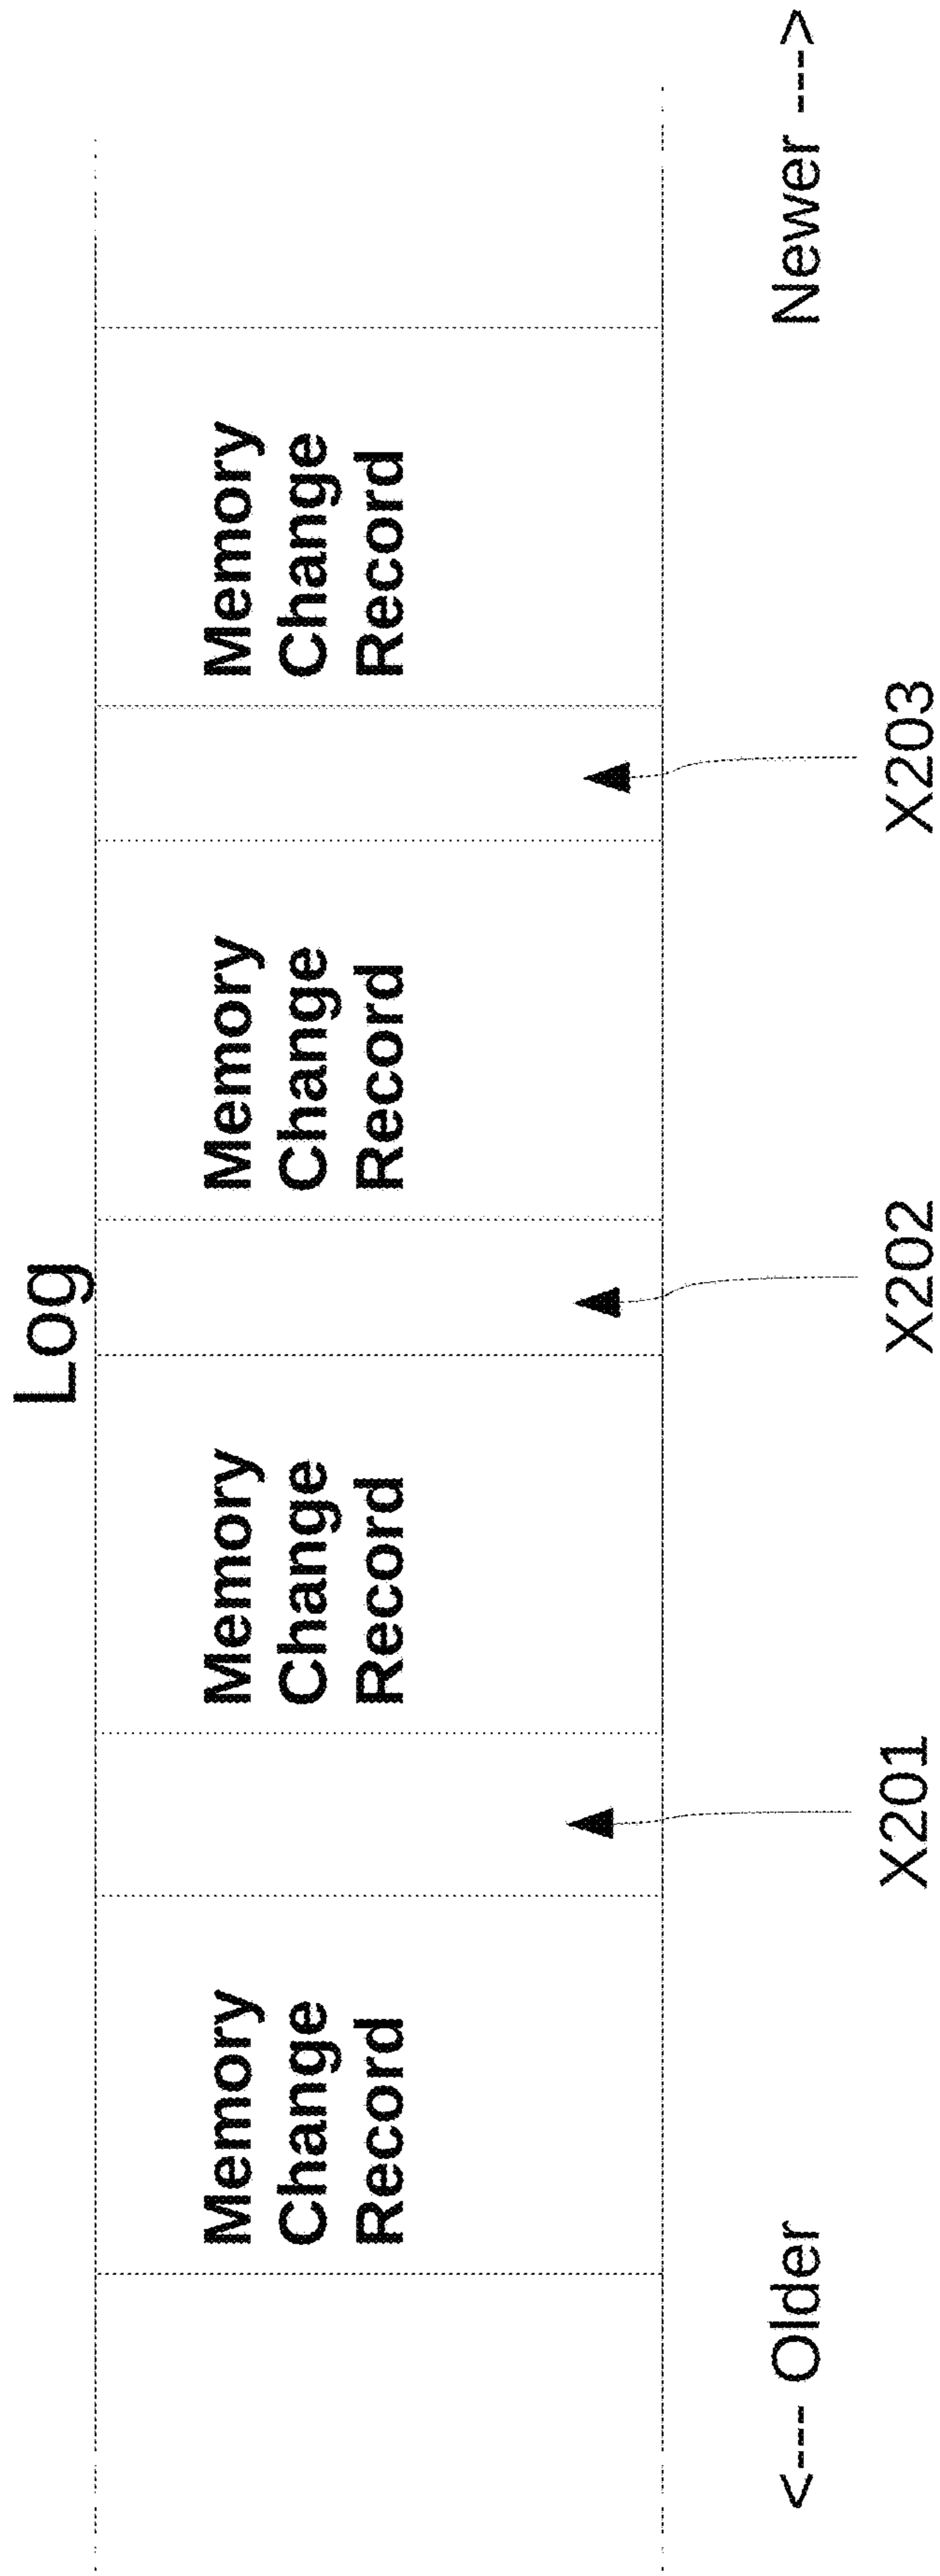 Log
Memory
Change
Record
Memory
Change
Record
Memory
Change
Record
Memory
Change
Record
X201
X202
X203
<--- Older
Newer --->